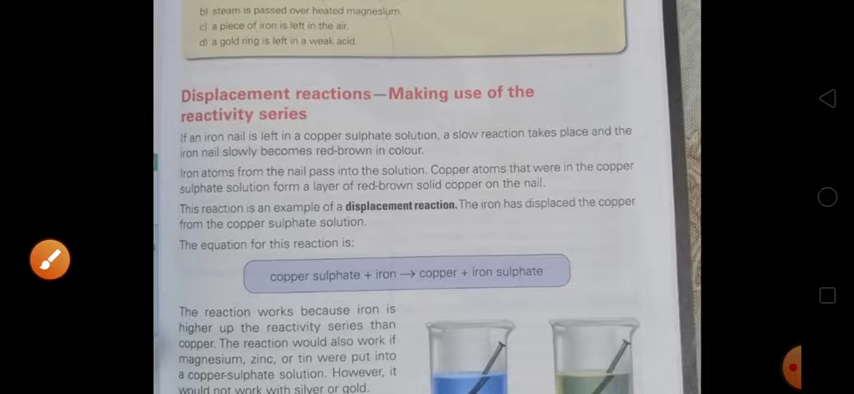 b) steam is passed over heated magnesium.
c) a piece of iron is left in the air.
d) a gold ring is left in a weak acid.
Displacement reactions—Making use of the
reactivity series
If an iron nail is left in a copper sulphate solution, a slow reaction takes place and the
iron nail slowly becomes red-brown in colour.
Iron atoms from the nail pass into the solution. Copper atoms that were in the copper
sulphate solution form a layer of red-brown solid copper on the nail.
This reaction is an example of a displacement reaction. The iron has displaced the copper
from the copper sulphate solution.
The equation for this reaction is:
copper sulphate + iron → copper + iron sulphate
The reaction works because iron is
higher up the reactivity series than
copper. The reaction would also work if
magnesium, zinc, or tin were put into
a copper-sulphate solution. However, it
would not work with silver or gold.